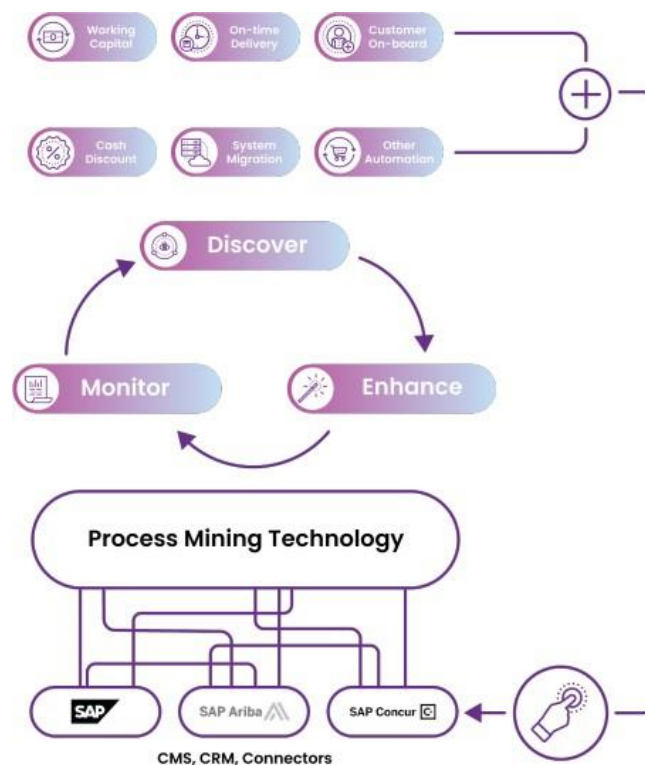 Working
Capital
On-time
Delivery
Customer
On-board
Cash
Discount
System
Migration
Other
Automation
Discover
Monitor
Enhance
Process Mining Technology
SAP
SAP Ariba
SAP Concur C
CMS, CRM, Connectors